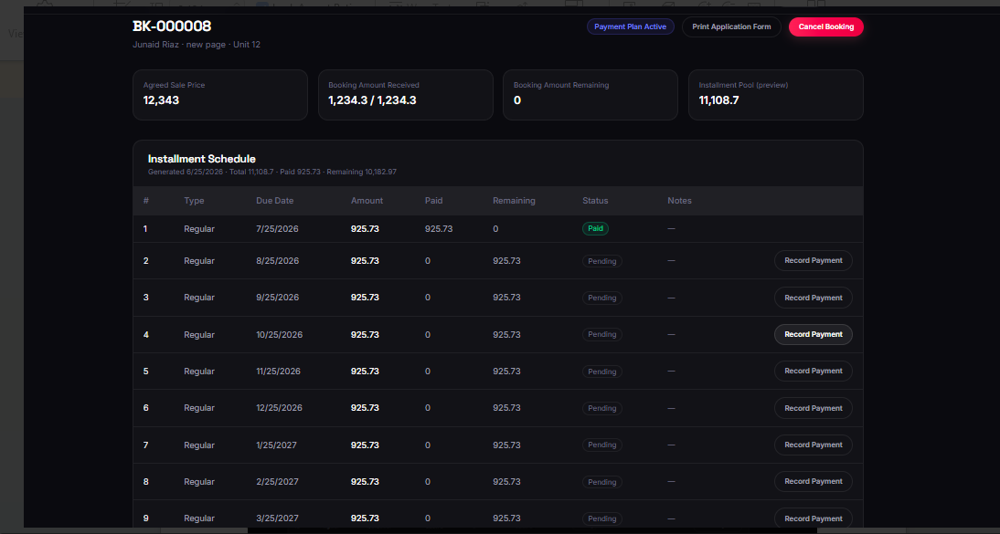 BK-000008
Payment Plan Active
Print Application Form
Cancel Booking
Junaid Riaz · new page · Unit 12
Agreed Sale Price
12,343
Booking Amount Received
1,234.3 / 1,234.3
Booking Amount Remaining
0
Installment Pool (preview)
11,108.7
Installment Schedule
Generated 6/25/2026 · Total 11,108.7 · Paid 925.73 · Remaining 10,182.97
# Type Due Date Amount Paid Remaining Status Notes
1 Regular 7/25/2026 925.73 925.73 0 Paid —
2 Regular 8/25/2026 925.73 0 925.73 Pending — Record Payment
3 Regular 9/25/2026 925.73 0 925.73 Pending — Record Payment
4 Regular 10/25/2026 925.73 0 925.73 Pending — Record Payment
5 Regular 11/25/2026 925.73 0 925.73 Pending — Record Payment
6 Regular 12/25/2026 925.73 0 925.73 Pending — Record Payment
7 Regular 1/25/2027 925.73 0 925.73 Pending — Record Payment
8 Regular 2/25/2027 925.73 0 925.73 Pending — Record Payment
9 Regular 3/25/2027 925.73 0 925.73 Pending — Record Payment